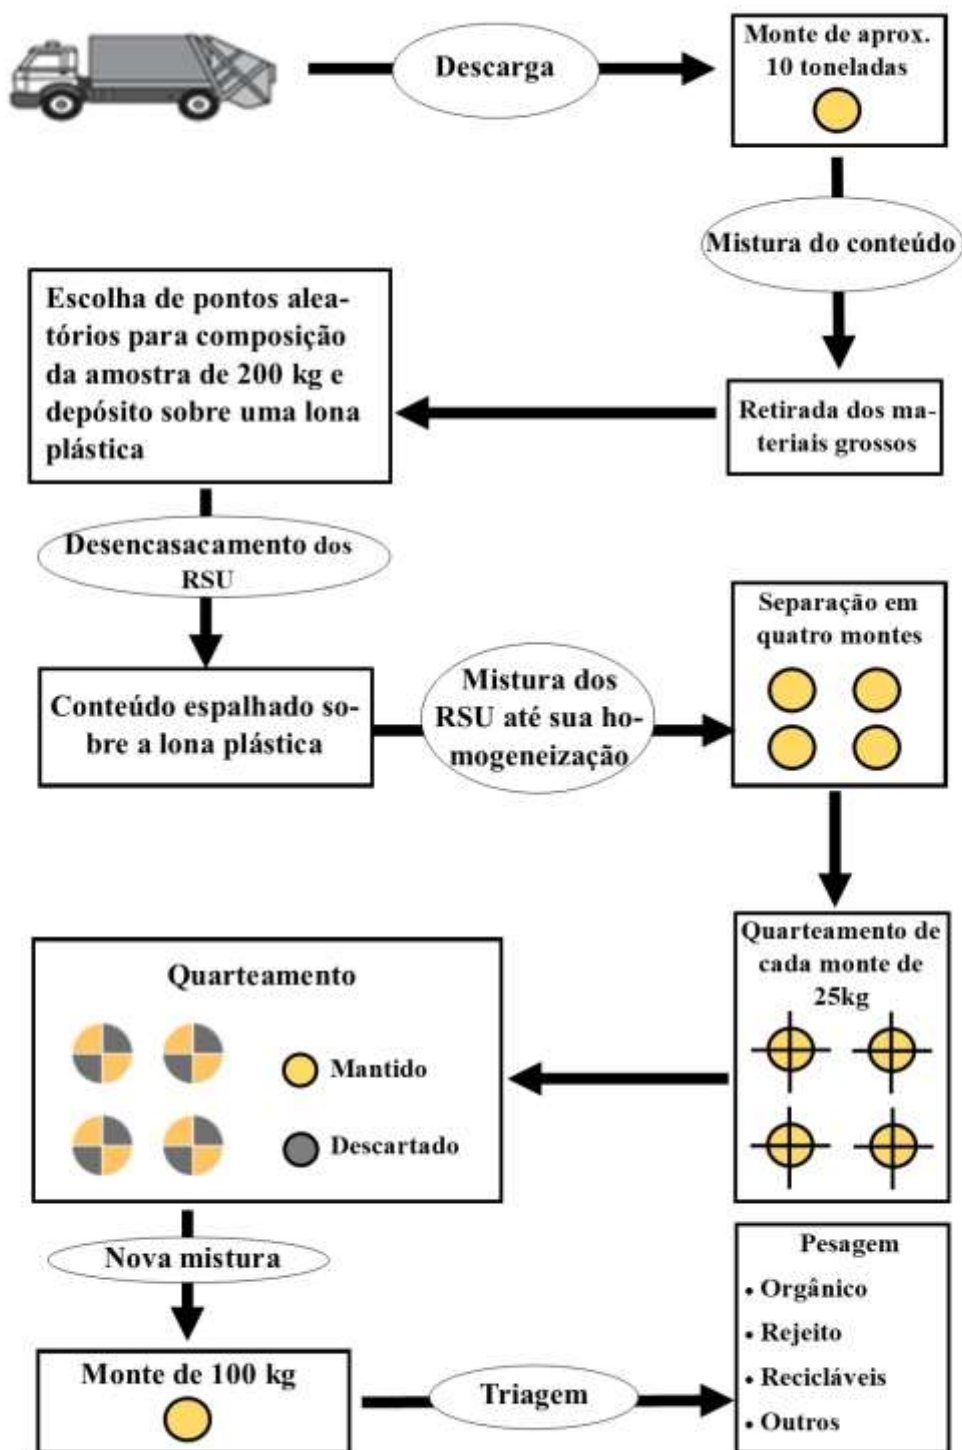 Descarga
Monte de aprox.
10 toneladas
Mistura do conteúdo
Retirada dos ma-
teriais grossos
Escolha de pontos alea-
tórios para composição
da amostra de 200 kg e
depósito sobre uma lona
plástica
Desencasacamento dos
RSU
Conteúdo espalhado so-
bre a lona plástica
Mistura dos
RSU até sua ho-
mogeneização
Separação em
quatro montes
Quarteamento de
cada monte de
25kg
Quarteamento
Mantido
Descartado
Nova mistura
Monte de 100 kg
Triagem
Pesagem
• Orgânico
• Rejeito
• Recicláveis
• Outros